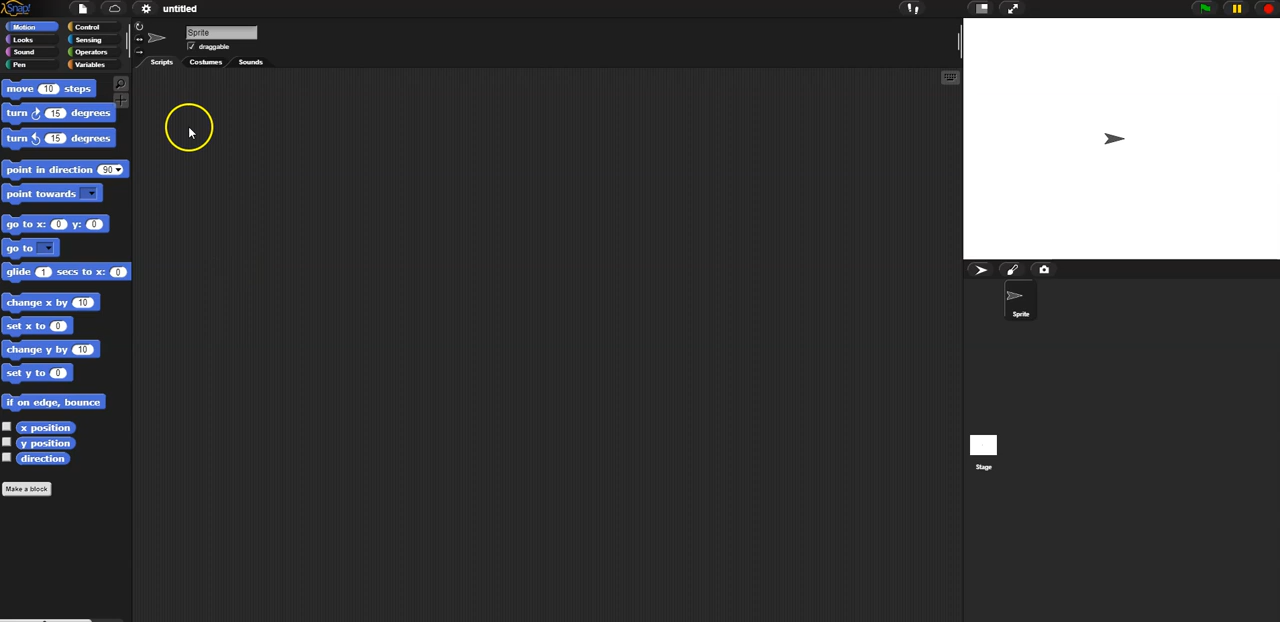 Snap! untitled
Motion Control
Looks Sensing
Sound Operators
Pen Variables
Sprite
draggable
Scripts Costumes Sounds
move 10 steps
turn 15 degrees
turn 15 degrees
point in direction 90
point towards
go to x: 0 y: 0
go to
glide 1 secs to x: 0
change x by 10
set x to 0
change y by 10
set y to 0
if on edge, bounce
x position
y position
direction
Make a block
Sprite
Stage